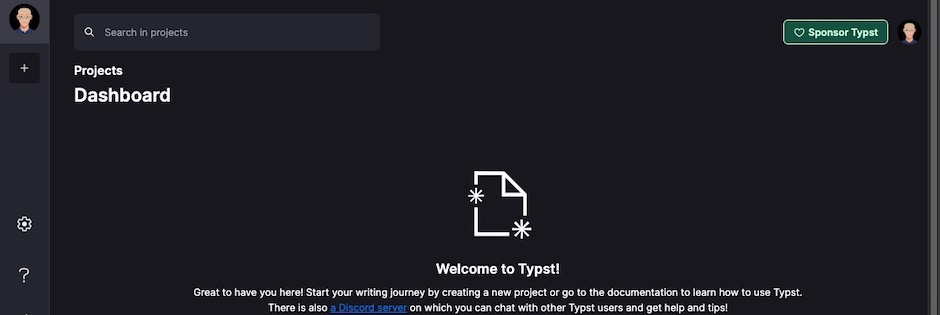 Search in projects
Sponsor Typst
Projects
Dashboard
Welcome to Typst!
Great to have you here! Start your writing journey by creating a new project or go to the documentation to learn how to use Typst.
There is also a Discord server on which you can chat with other Typst users and get help and tips!